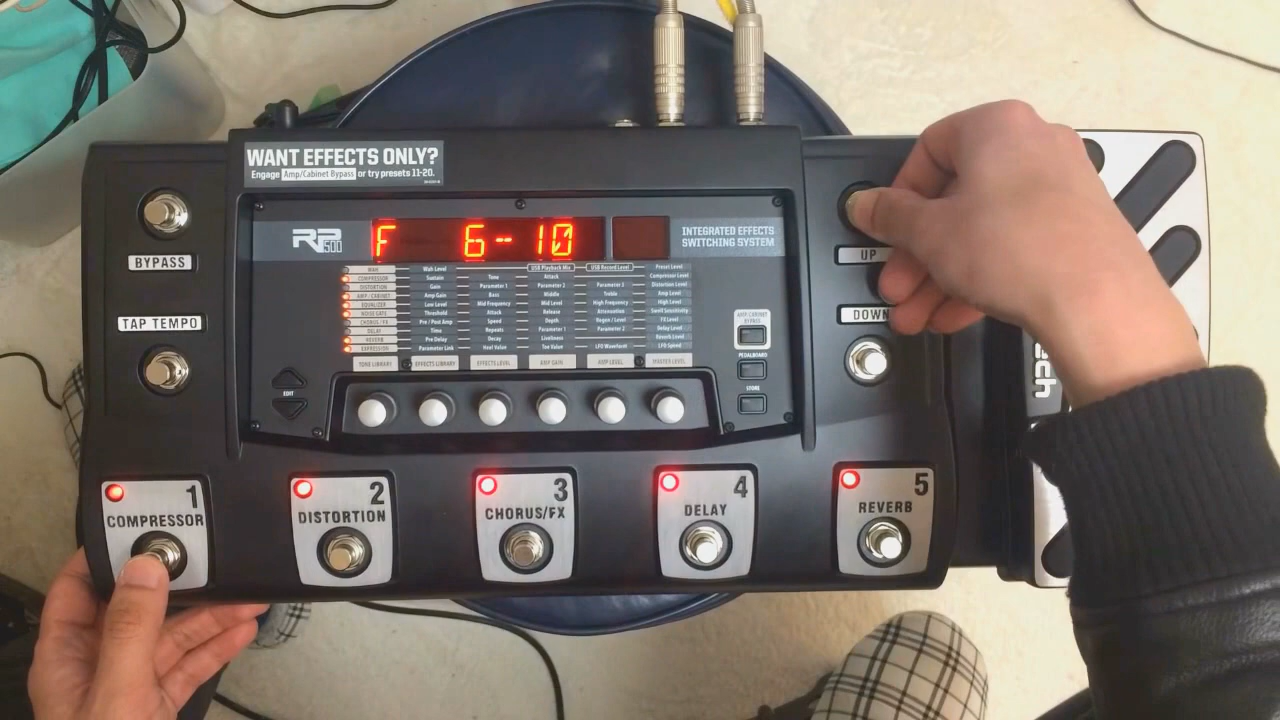 WANT EFFECTS ONLY?
Engage Amp/Cabinet Bypass or try presets 11-20.
RP500
F 6-10
INTEGRATED EFFECTS
SWITCHING SYSTEM
BYPASS
TAP TEMPO
UP
DOWN
WAH Wah Level USB Playback Mix USB Record Level Preset Level
COMPRESSOR Sustain Tone Attack Compressor Level
DISTORTION Gain Parameter 1 Parameter 2 Parameter 3 Distortion Level
AMP / CABINET Amp Gain Bass Middle Treble Amp Level
EQUALIZER Low Level Mid Frequency Mid Level High Frequency High Level
NOISE GATE Threshold Attack Release Attenuation Swell Sensitivity
CHORUS / FX Pre / Post Amp Speed Depth Regen / Level FX Level
DELAY Time Repeats Parameter 1 Parameter 2 Delay Level
REVERB Pre Delay Decay Liveliness Reverb Level
EXPRESSION Parameter Link Heel Value Toe Value LFO Waveform LFO Speed
TONE LIBRARY EFFECTS LIBRARY EFFECTS LEVEL AMP GAIN AMP LEVEL MASTER LEVEL
AMP/CABINET
BYPASS
PEDALBOARD
STORE
EDIT
1
COMPRESSOR
2
DISTORTION
3
CHORUS/FX
4
DELAY
5
REVERB
ech